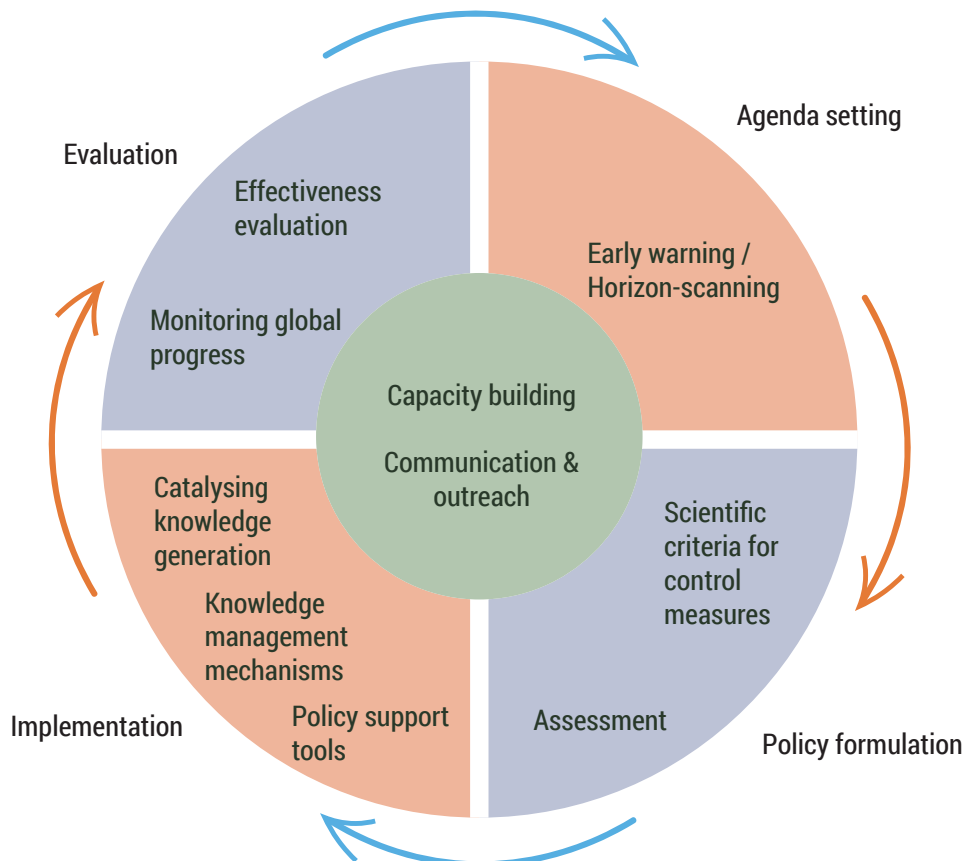 Agenda setting
Early warning /
Horizon-scanning
Policy formulation
Scientific
criteria for
control
measures
Assessment
Implementation
Catalysing
knowledge
generation
Knowledge
management
mechanisms
Policy support
tools
Evaluation
Effectiveness
evaluation
Monitoring global
progress
Capacity building
Communication &
outreach